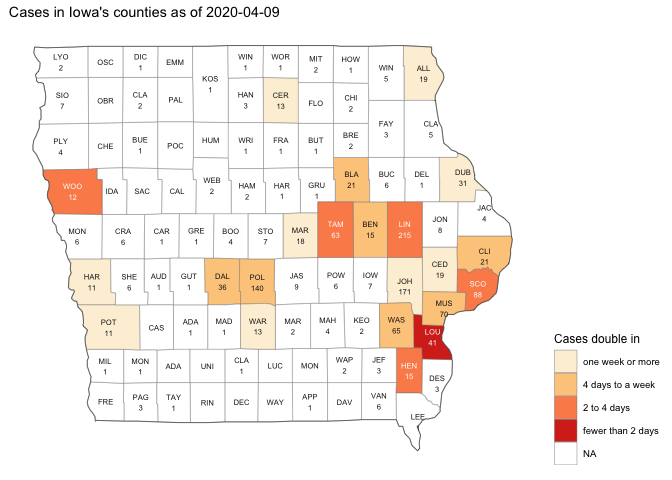 Cases in Iowa's counties as of 2020-04-09
LYO
2
OSC
DIC
1
EMM
KOS
1
WIN
1
WOR
1
MIT
2
HOW
1
WIN
5
ALL
19
SIO
7
OBR
CLA
2
PAL
HAN
3
CER
13
FLO
CHI
2
FAY
3
CLA
5
PLY
4
CHE
BUE
1
POC
HUM
WRI
1
FRA
1
BUT
1
BRE
2
WOO
12
IDA
SAC
CAL
WEB
2
HAM
2
HAR
1
GRU
1
BLA
21
BUC
6
DEL
1
DUB
31
MON
6
CRA
6
CAR
1
GRE
1
BOO
4
STO
7
MAR
18
TAM
63
BEN
15
LIN
215
JON
8
JAC
4
HAR
11
SHE
6
AUD
1
GUT
1
DAL
36
POL
140
JAS
9
POW
6
IOW
7
JOH
171
CED
19
CLI
21
SCO
88
MUS
70
POT
11
CAS
ADA
1
MAD
1
WAR
13
MAR
2
MAH
4
KEO
2
WAS
65
LOU
41
MIL
1
MON
1
ADA
UNI
CLA
1
LUC
MON
WAP
2
JEF
3
HEN
15
DES
3
FRE
PAG
3
TAY
1
RIN
DEC
WAY
APP
1
DAV
VAN
6
LEE
Cases double in
one week or more
4 days to a week
2 to 4 days
fewer than 2 days
NA